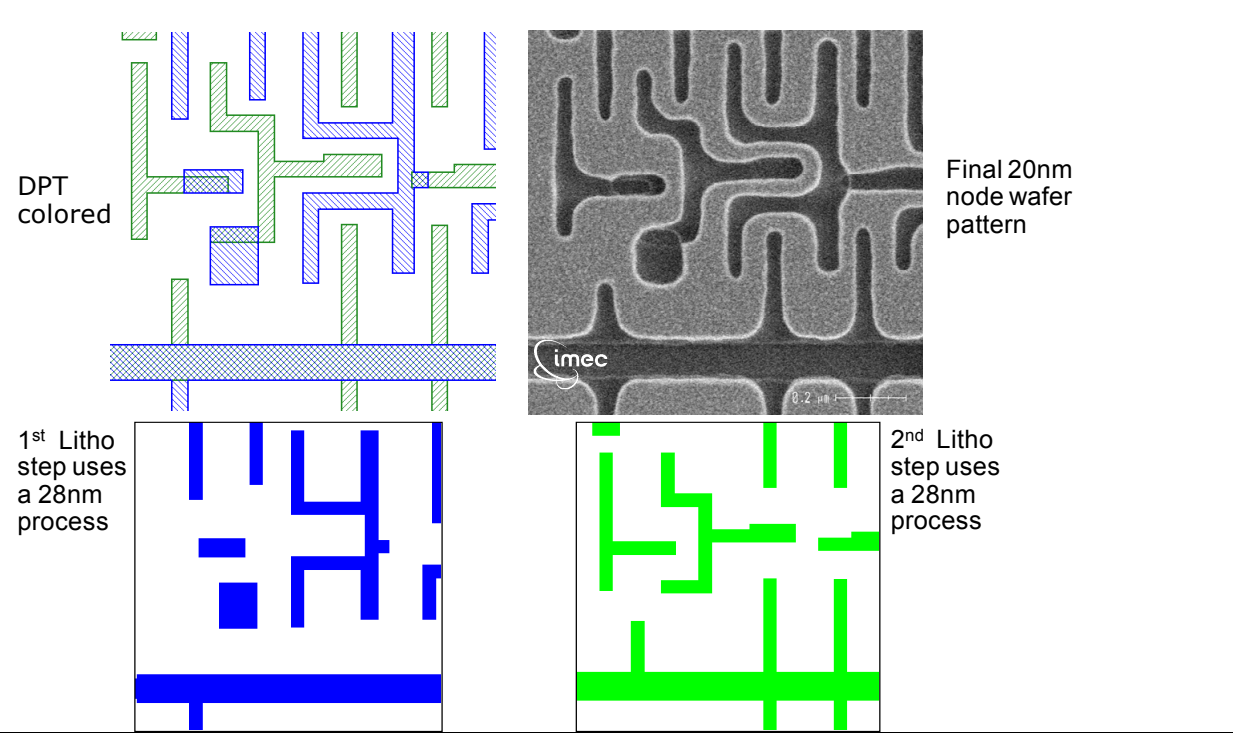 DPT
colored
Final 20nm
node wafer
pattern
imec
0.2 μm
1st Litho
step uses
a 28nm
process
2nd Litho
step uses
a 28nm
process